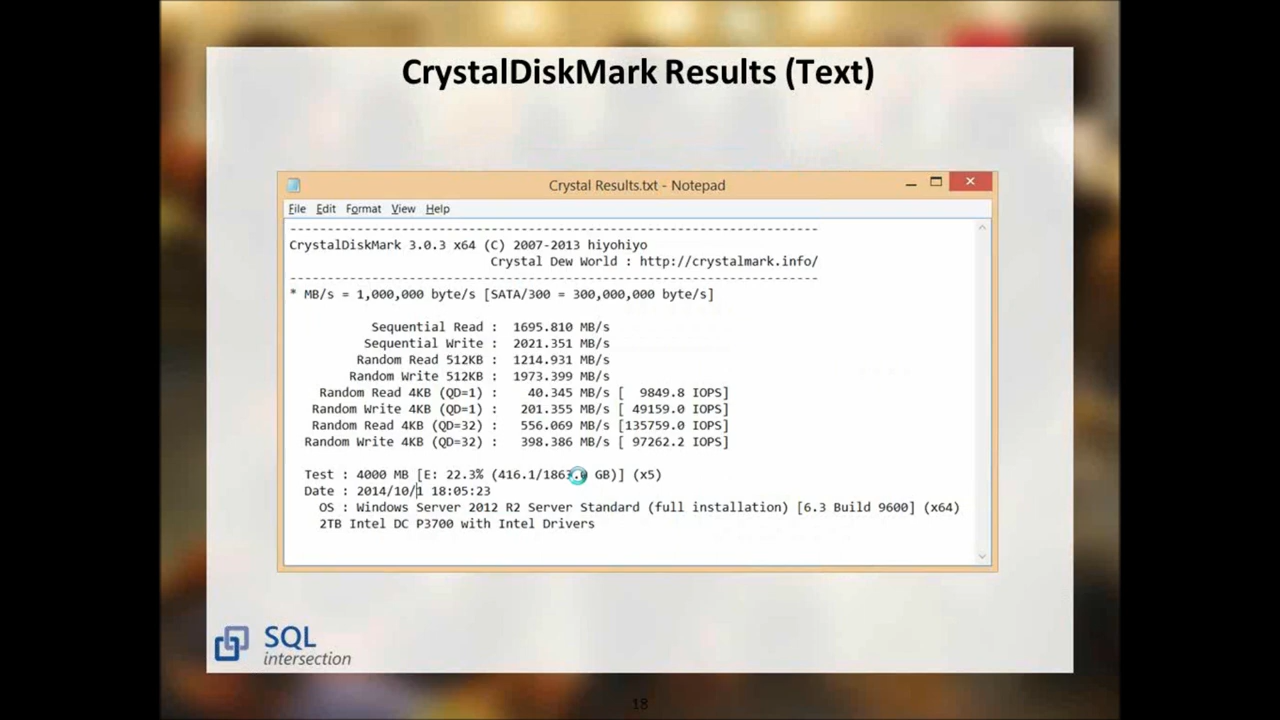 CrystalDiskMark Results (Text)
Crystal Results.txt - Notepad
File Edit Format View Help
--------------------------------------------------------------------
CrystalDiskMark 3.0.3 x64 (C) 2007-2013 hiyohiyo
Crystal Dew World : http://crystalmark.info/
--------------------------------------------------------------------
* MB/s = 1,000,000 byte/s [SATA/300 = 300,000,000 byte/s]
Sequential Read : 1695.810 MB/s
Sequential Write : 2021.351 MB/s
Random Read 512KB : 1214.931 MB/s
Random Write 512KB : 1973.399 MB/s
Random Read 4KB (QD=1) : 40.345 MB/s [ 9849.8 IOPS]
Random Write 4KB (QD=1) : 201.355 MB/s [ 49159.0 IOPS]
Random Read 4KB (QD=32) : 556.069 MB/s [135759.0 IOPS]
Random Write 4KB (QD=32) : 398.386 MB/s [ 97262.2 IOPS]
Test : 4000 MB [E: 22.3% (416.1/1863.0 GB)] (x5)
Date : 2014/10/1 18:05:23
OS : Windows Server 2012 R2 Server Standard (full installation) [6.3 Build 9600] (x64)
2TB Intel DC P3700 with Intel Drivers
SQL
intersection
18